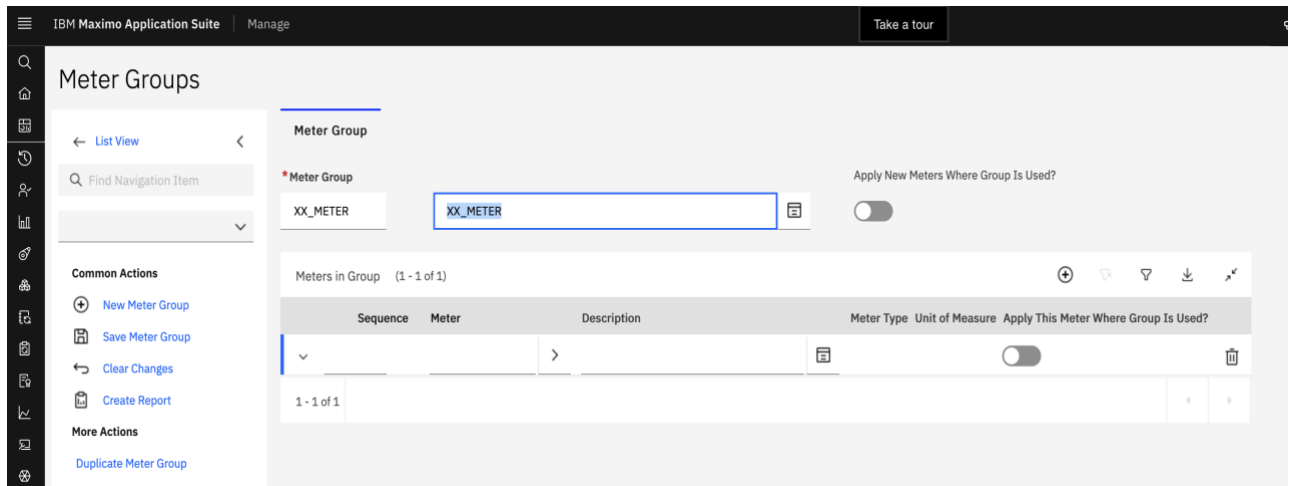 IBM Maximo Application Suite Manage Take a tour
Meter Groups
List View
Find Navigation Item
Common Actions
New Meter Group
Save Meter Group
Clear Changes
Create Report
More Actions
Duplicate Meter Group
Meter Group
*Meter Group
XX_METER XX_METER
Apply New Meters Where Group Is Used?
Meters in Group (1 - 1 of 1)
Sequence Meter Description Meter Type Unit of Measure Apply This Meter Where Group Is Used?
1 - 1 of 1